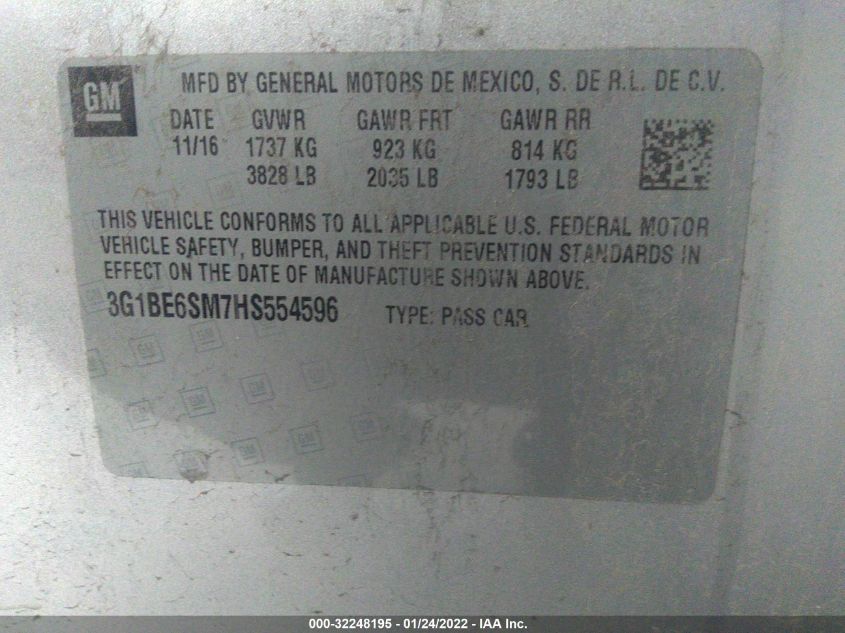 GM
MFD BY GENERAL MOTORS DE MEXICO, S. DE R.L. DE C.V.
DATE GVWR GAWR FRT GAWR RR
11/16 1737 KG 923 KG 814 KG
3828 LB 2035 LB 1793 LB
THIS VEHICLE CONFORMS TO ALL APPLICABLE U.S. FEDERAL MOTOR
VEHICLE SAFETY, BUMPER, AND THEFT PREVENTION STANDARDS IN
EFFECT ON THE DATE OF MANUFACTURE SHOWN ABOVE.
3G1BE6SM7HS554596 TYPE: PASS CAR
000-32248195 - 01/24/2022 - IAA Inc.